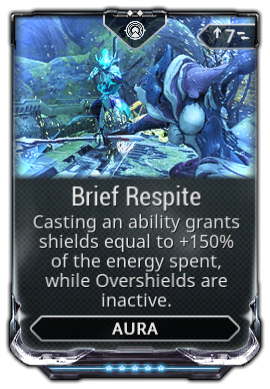 7
Brief Respite
Casting an ability grants
shields equal to +150%
of the energy spent,
while Overshields are
inactive.
AURA